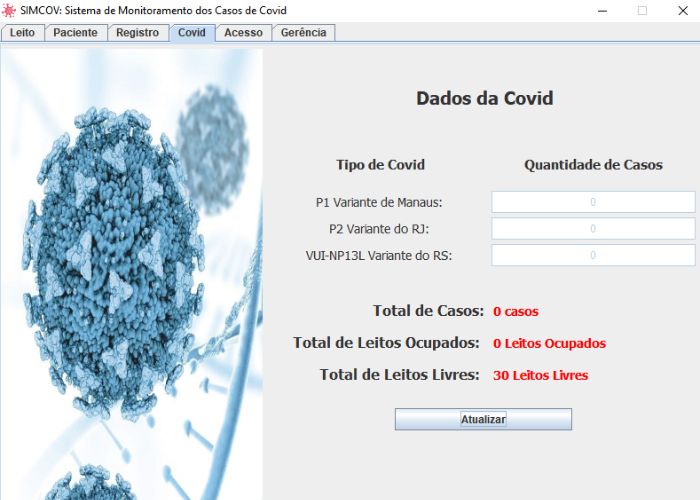 SIMCOV: Sistema de Monitoramento dos Casos de Covid
Leito Paciente Registro Covid Acesso Gerência
Dados da Covid
Tipo de Covid Quantidade de Casos
P1 Variante de Manaus: 0
P2 Variante do RJ: 0
VUI-NP13L Variante do RS: 0
Total de Casos: 0 casos
Total de Leitos Ocupados: 0 Leitos Ocupados
Total de Leitos Livres: 30 Leitos Livres
Atualizar